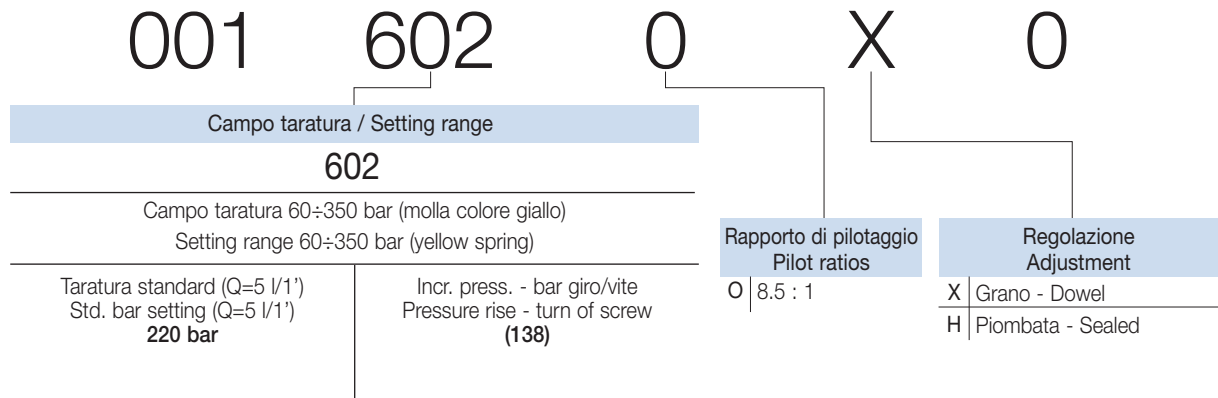 001 602 0 X 0
Campo taratura / Setting range
602
Campo taratura 60÷350 bar (molla colore giallo)
Setting range 60÷350 bar (yellow spring)
Taratura standard (Q=5 l/1')
Std. bar setting (Q=5 l/1')
220 bar
Incr. press. - bar giro/vite
Pressure rise - turn of screw
(138)
Rapporto di pilotaggio
Pilot ratios
O 8.5 : 1
Regolazione
Adjustment
X Grano - Dowel
H Piombata - Sealed